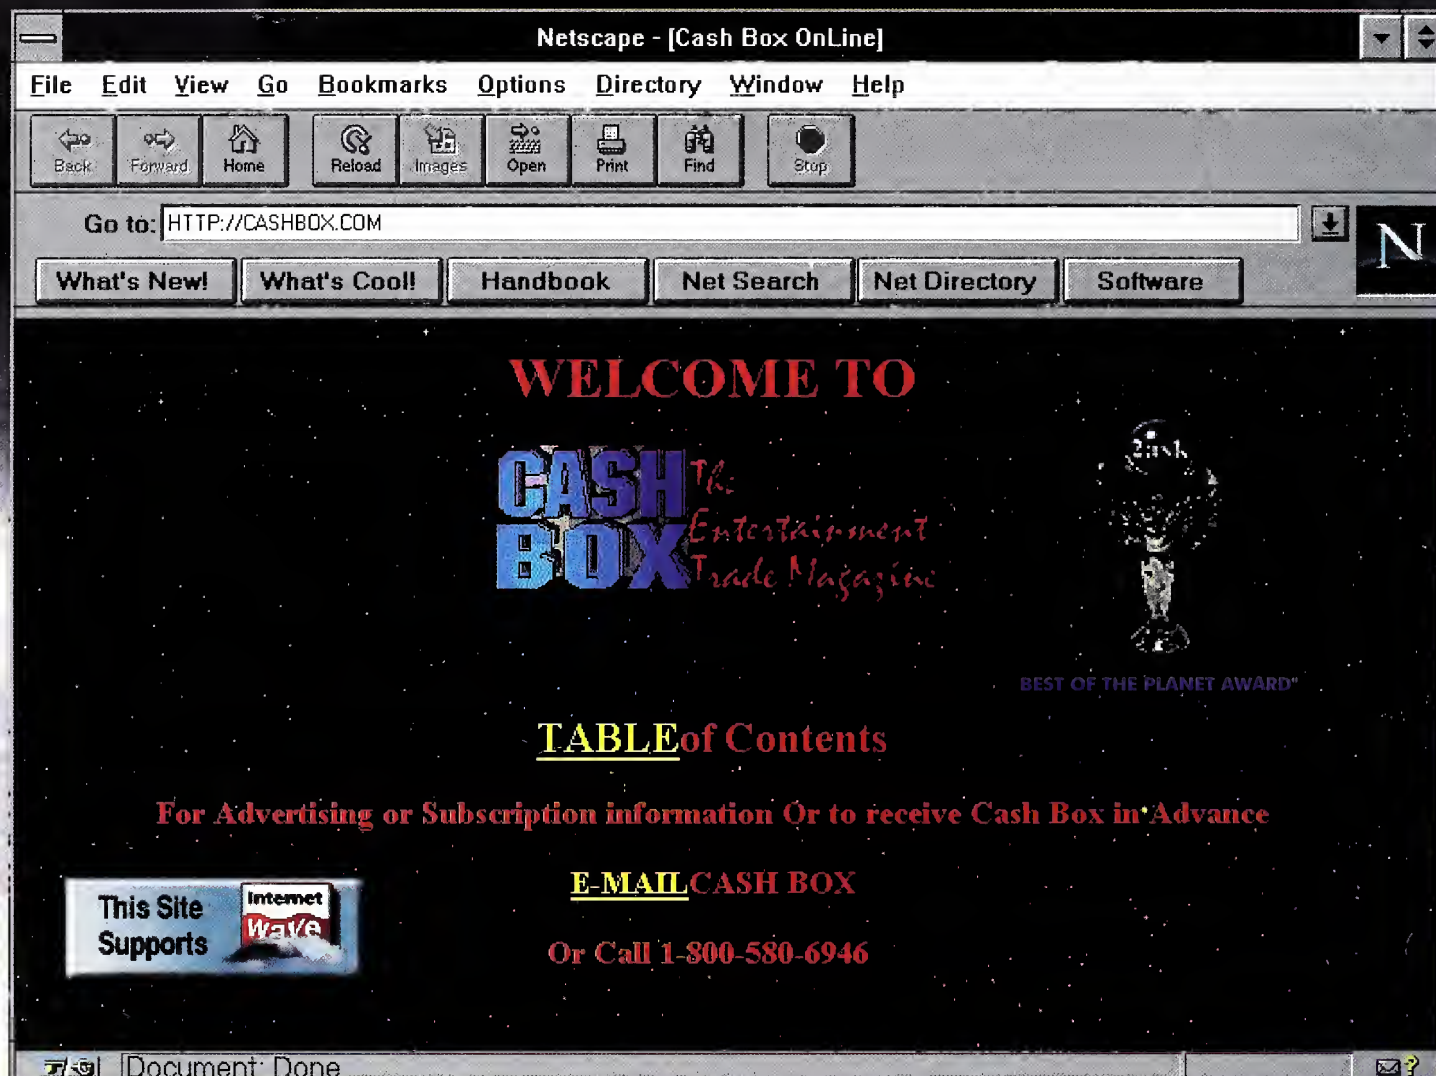 Netscape - [Cash Box OnLine]
File Edit View Go Bookmarks Options Directory Window Help
Back Forward Home Reload Images Open Print Find Stop
Go to: HTTP://CASHBOX.COM
N
What's New! What's Cool! Handbook Net Search Net Directory Software
WELCOME TO
CASH BOX
The
Entertainment
Trade Magazine
BEST OF THE PLANET AWARD"
TABLE of Contents
For Advertising or Subscription information Or to receive Cash Box in Advance
E-MAIL CASH BOX
Or Call 1-800-580-6946
This Site
Supports
Internet
Wave
Document: Done